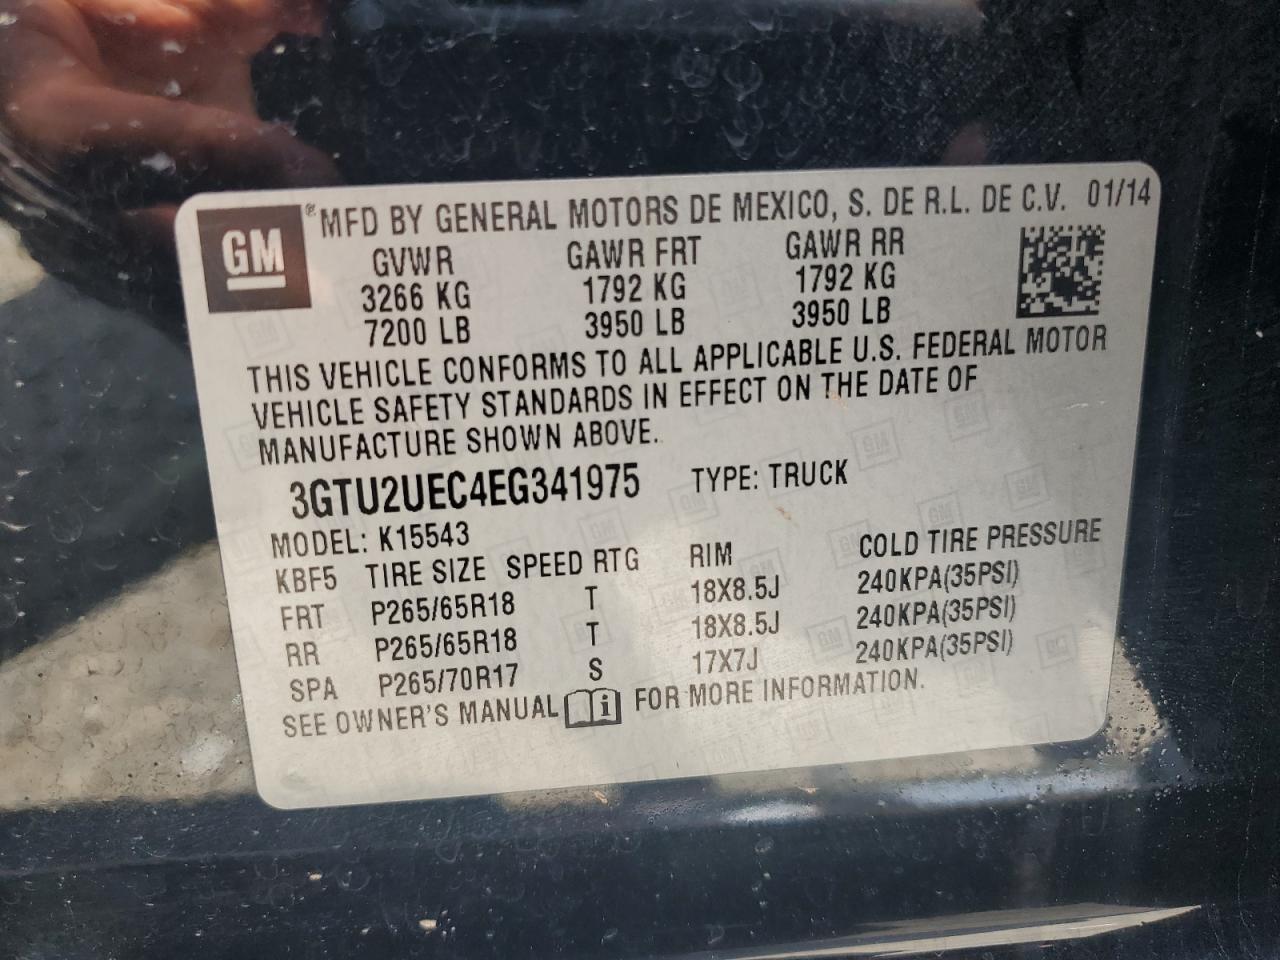 GM ® MFD BY GENERAL MOTORS DE MEXICO, S. DE R.L. DE C.V. 01/14
GVWR GAWR FRT GAWR RR
3266 KG 1792 KG 1792 KG
7200 LB 3950 LB 3950 LB
THIS VEHICLE CONFORMS TO ALL APPLICABLE U.S. FEDERAL MOTOR
VEHICLE SAFETY STANDARDS IN EFFECT ON THE DATE OF
MANUFACTURE SHOWN ABOVE.
3GTU2UEC4EG341975 TYPE: TRUCK
MODEL: K15543
KBF5 TIRE SIZE SPEED RTG RIM COLD TIRE PRESSURE
FRT P265/65R18 T 18X8.5J 240KPA(35PSI)
RR P265/65R18 T 18X8.5J 240KPA(35PSI)
SPA P265/70R17 S 17X7J 240KPA(35PSI)
SEE OWNER'S MANUAL i FOR MORE INFORMATION.